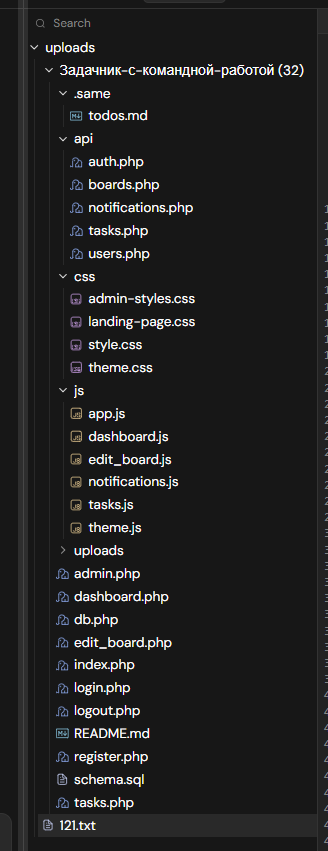 Search
uploads
Задачник-с-командной-работой (32)
.same
todos.md
api
auth.php
boards.php
notifications.php
tasks.php
users.php
css
admin-styles.css
landing-page.css
style.css
theme.css
js
app.js
dashboard.js
edit_board.js
notifications.js
tasks.js
theme.js
uploads
admin.php
dashboard.php
db.php
edit_board.php
index.php
login.php
logout.php
README.md
register.php
schema.sql
tasks.php
121.txt